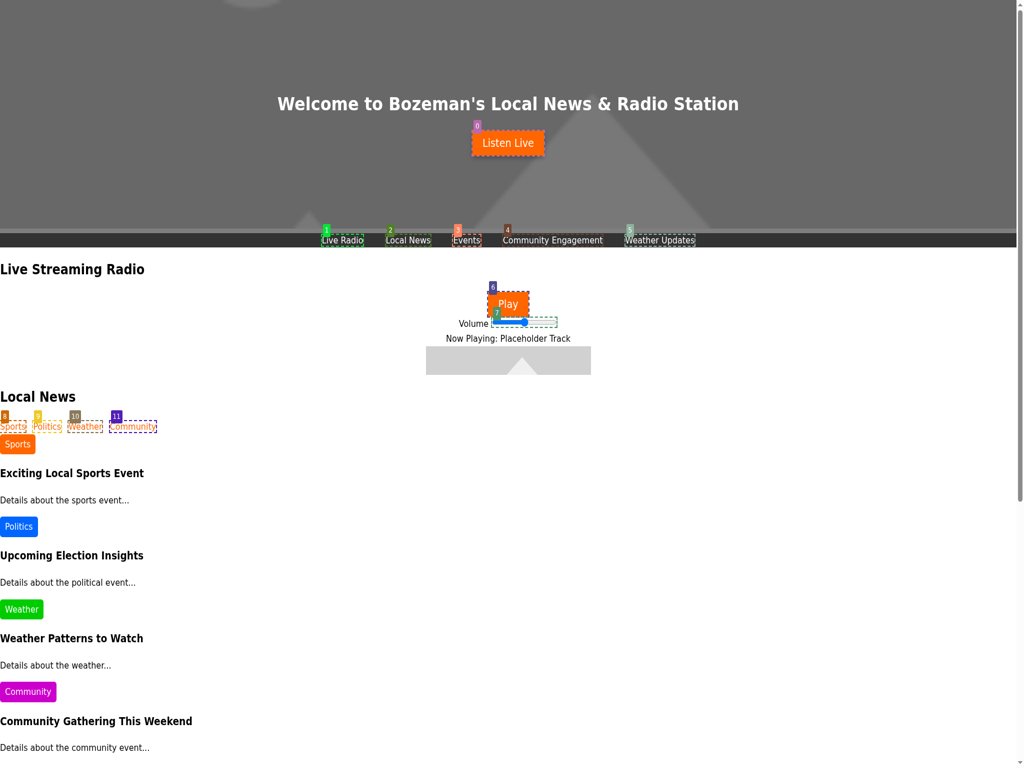 Welcome to Bozeman's Local News & Radio Station
0
Listen Live
1 2 3 4 5
Live Radio Local News Events Community Engagement Weather Updates
Live Streaming Radio
6
Play
7
Volume
Now Playing: Placeholder Track
Local News
8 9 10 11
Sports Politics Weather Community
Sports
Exciting Local Sports Event
Details about the sports event...
Politics
Upcoming Election Insights
Details about the political event...
Weather
Weather Patterns to Watch
Details about the weather...
Community
Community Gathering This Weekend
Details about the community event...